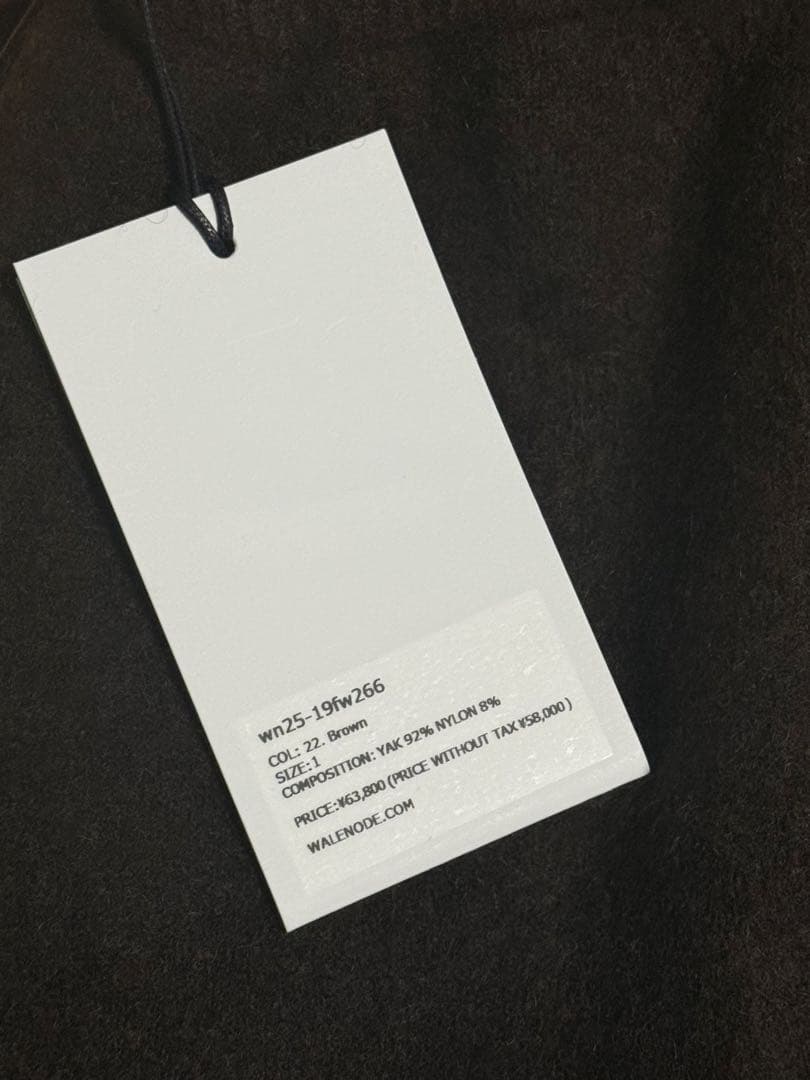 wn25-19fw266
COL: 22. Brown
SIZE:1
COMPOSITION: YAK 92% NYLON 8%
PRICE:¥63,800 (PRICE WITHOUT TAX ¥58,000 )
WALENODE.COM